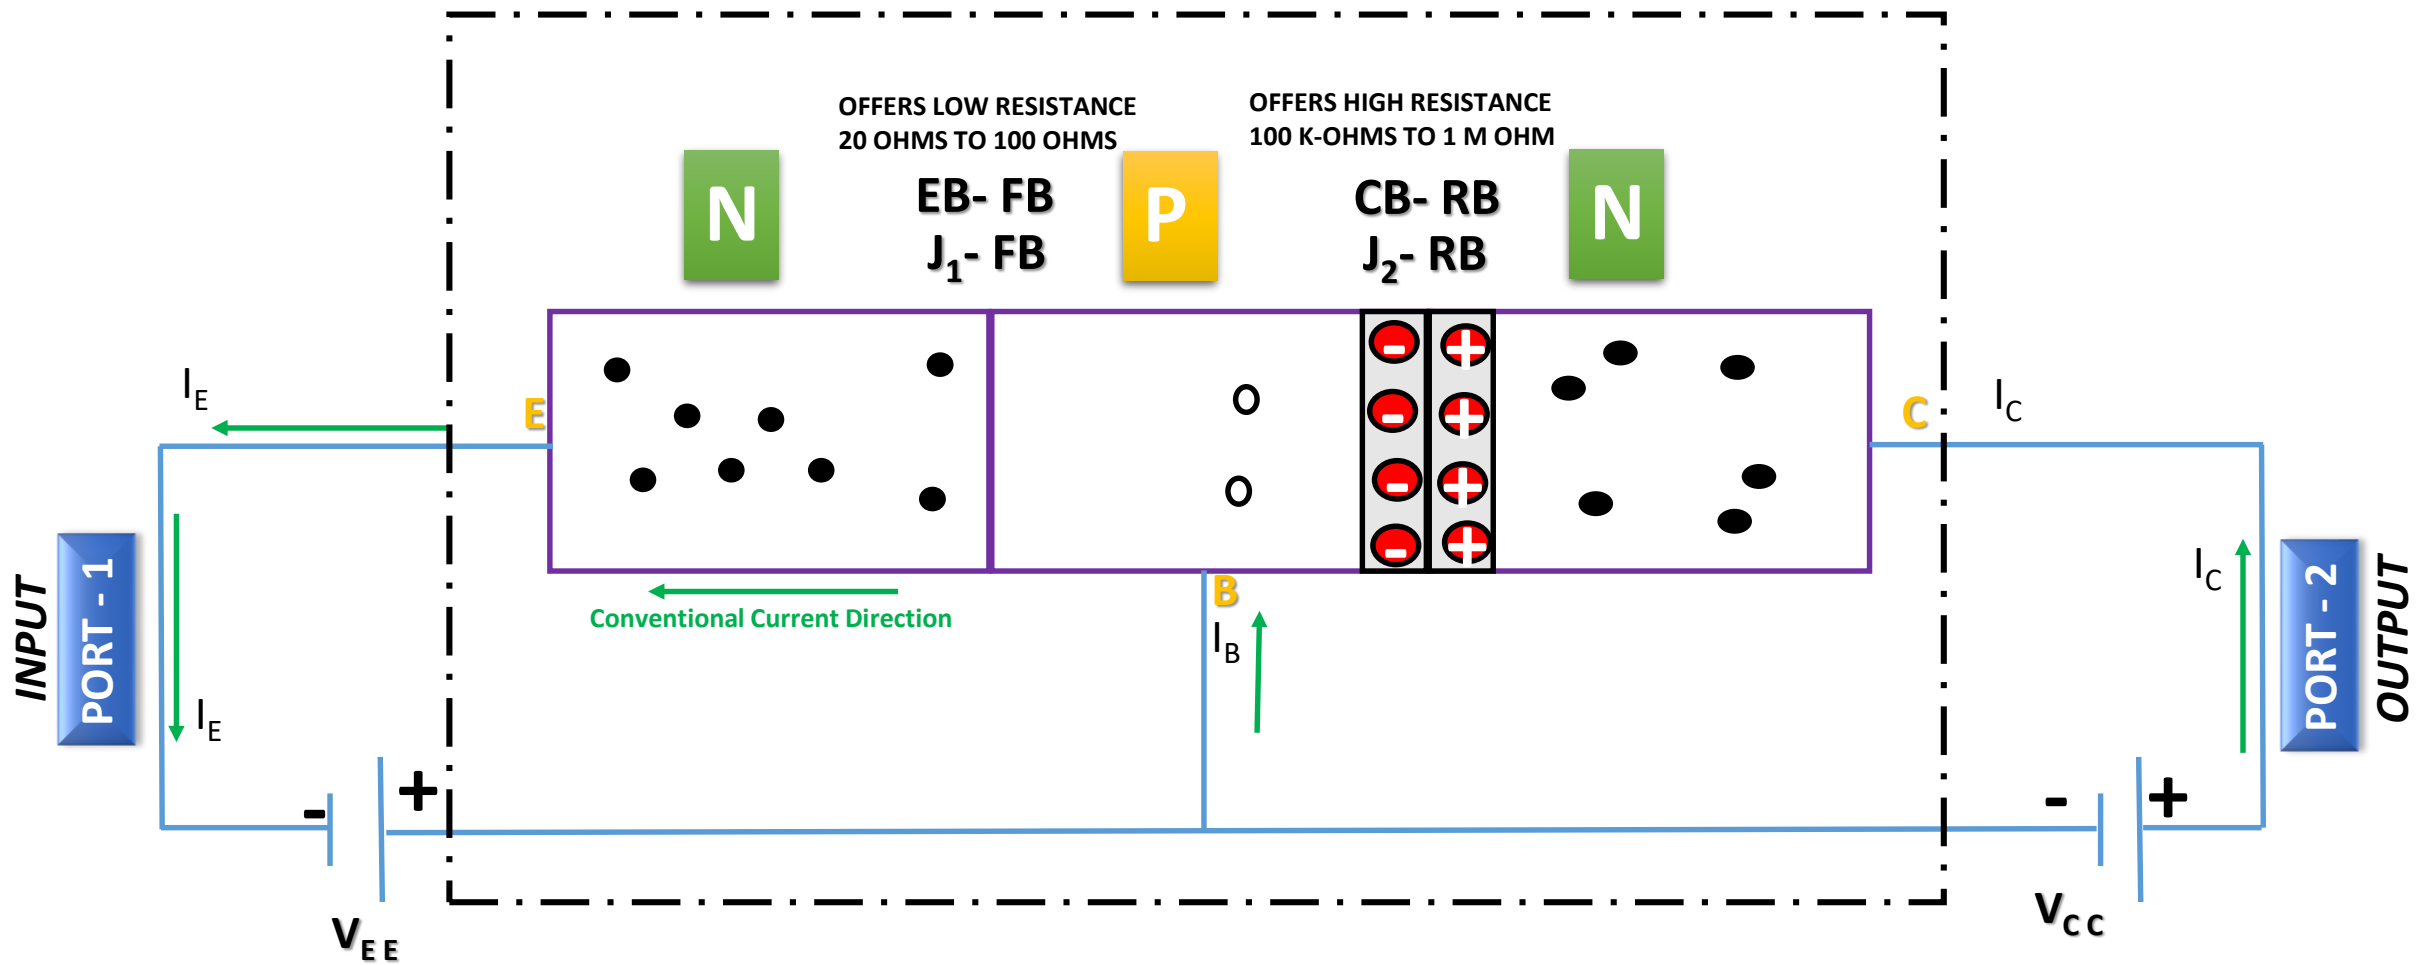 OFFERS LOW RESISTANCE
20 OHMS TO 100 OHMS
OFFERS HIGH RESISTANCE
100 K-OHMS TO 1 M OHM
N
EB- FB
J1- FB
P
CB- RB
J2- RB
N
IE
E
C
IC
- +
- +
- +
- +
B
Conventional Current Direction
IB
INPUT
PORT - 1
IE
IC
PORT - 2
OUTPUT
- +
- +
VEE
VCC